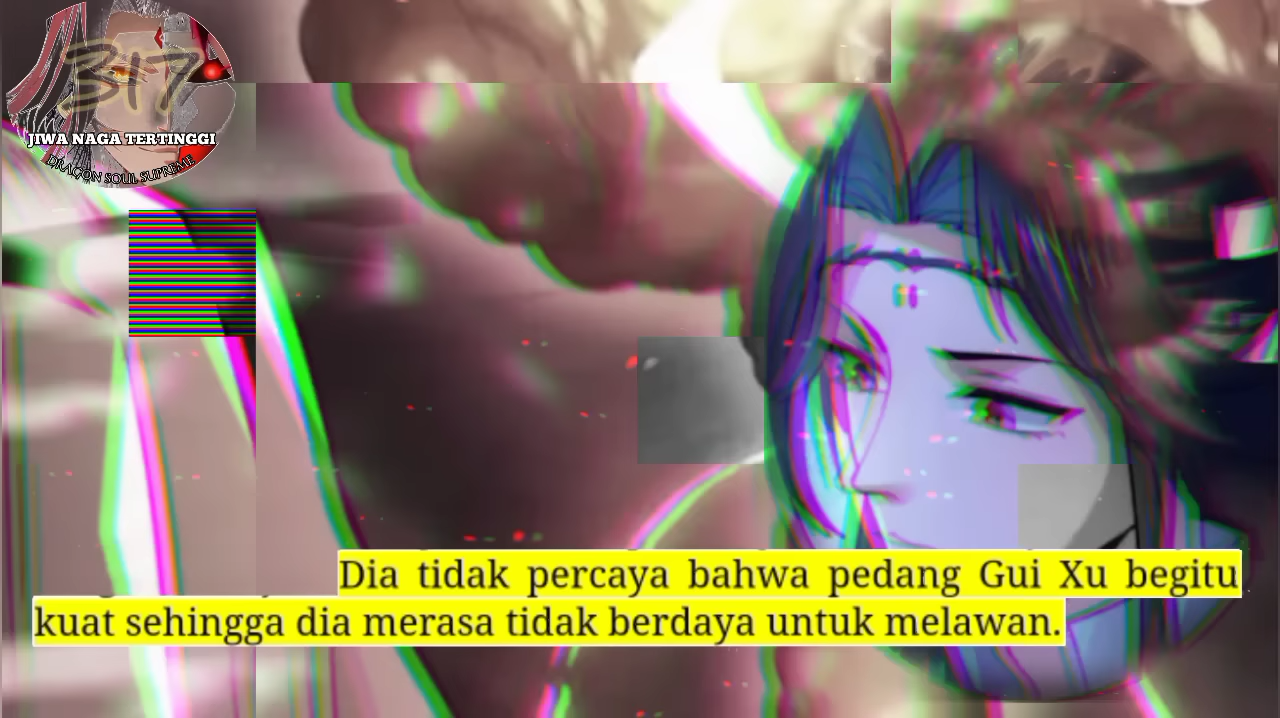 317
JIWA NAGA TERTINGGI
DRAGON SOUL SUPREME
Dia tidak percaya bahwa pedang Gui Xu begitu
kuat sehingga dia merasa tidak berdaya untuk melawan.